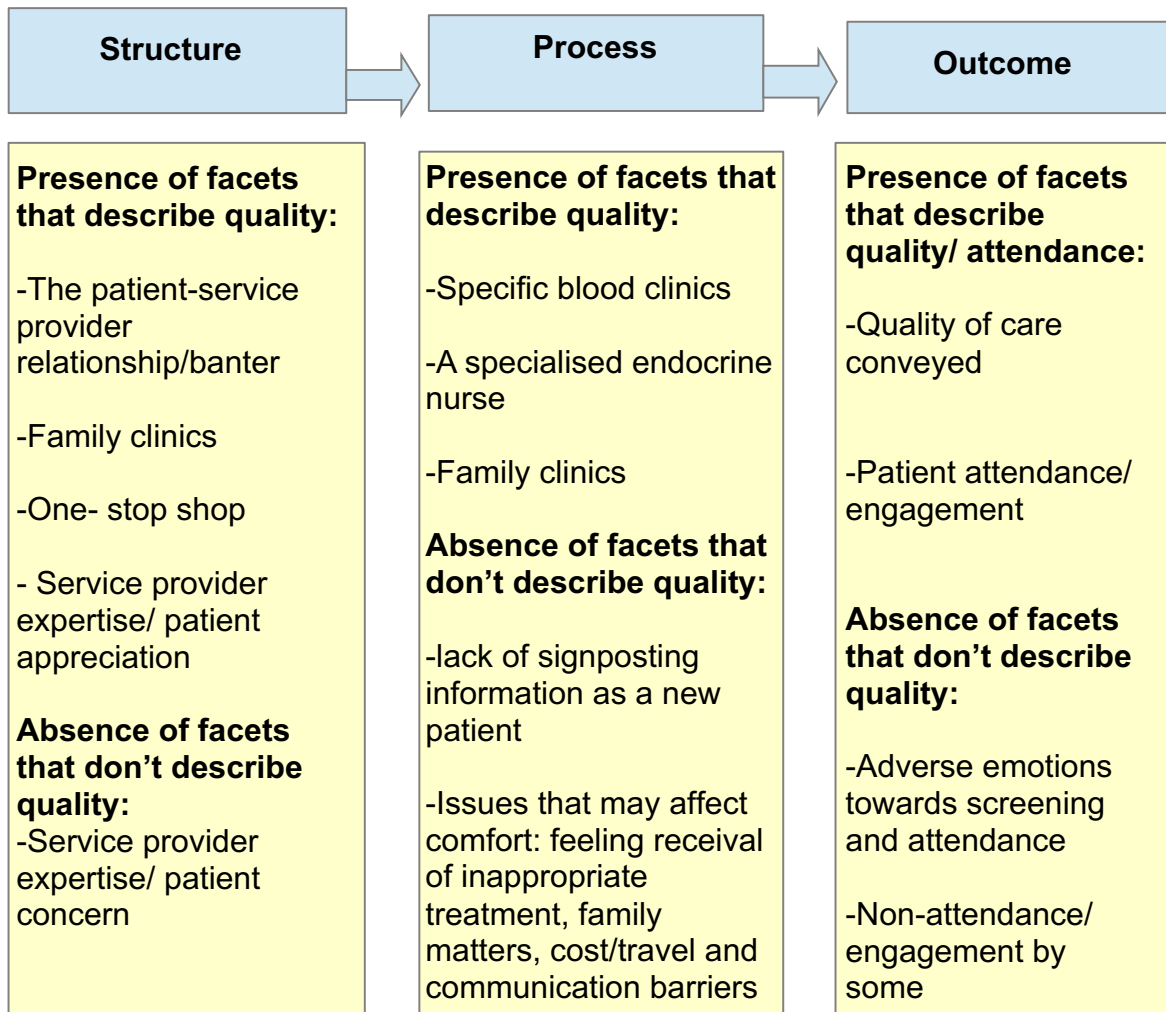 Structure
Process
Outcome
Presence of facets
that describe quality:
-The patient-service
provider
relationship/banter
-Family clinics
-One- stop shop
- Service provider
expertise/ patient
appreciation
Absence of facets
that don’t describe
quality:
-Service provider
expertise/ patient
concern
Presence of facets that
describe quality:
-Specific blood clinics
-A specialised endocrine
nurse
-Family clinics
Absence of facets that
don’t describe quality:
-lack of signposting
information as a new
patient
-Issues that may affect
comfort: feeling receival
of inappropriate
treatment, family
matters, cost/travel and
communication barriers
Presence of facets
that describe
quality/ attendance:
-Quality of care
conveyed
-Patient attendance/
engagement
Absence of facets
that don’t describe
quality:
-Adverse emotions
towards screening
and attendance
-Non-attendance/
engagement by
some